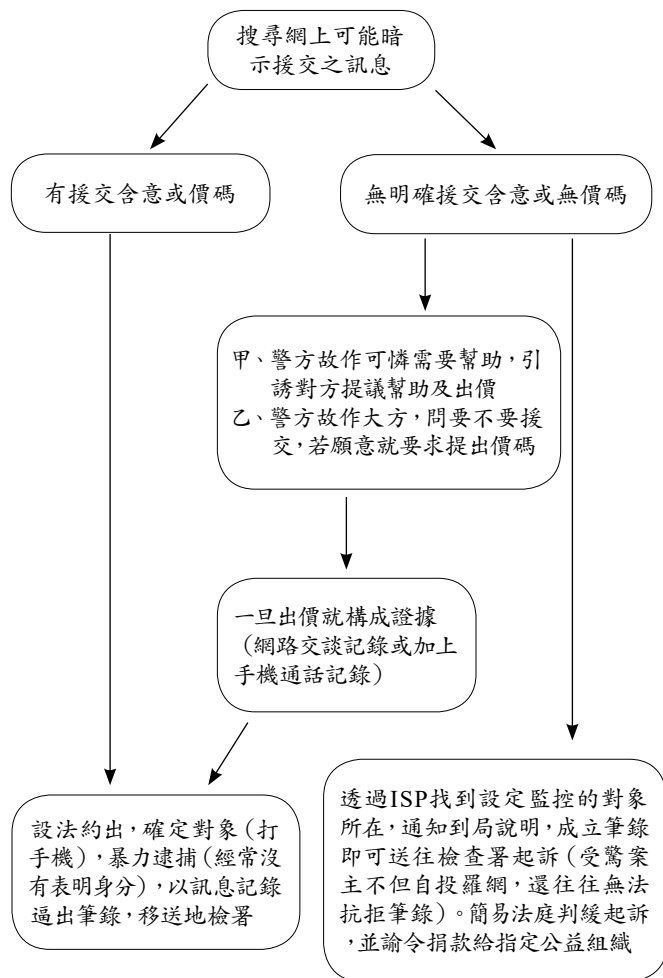 搜尋網上可能暗
示援交之訊息
有援交含意或價碼
無明確援交含意或無價碼
甲、警方故作可憐需要幫助，引
誘對方提議幫助及出價
乙、警方故作大方，問要不要援
交，若願意就要求提出價碼
一旦出價就構成證據
（網路交談記錄或加上
手機通話記錄）
設法約出，確定對象（打
手機），暴力逮捕（經常沒
有表明身分），以訊息記錄
逼出筆錄，移送地檢署
透過ISP找到設定監控的對象
所在，通知到局說明，成立筆錄
即可送往檢查署起訴（受驚案
主不但自投羅網，還往往無法
抗拒筆錄）。簡易法庭判緩起訴
，並諭令捐款給指定公益組織